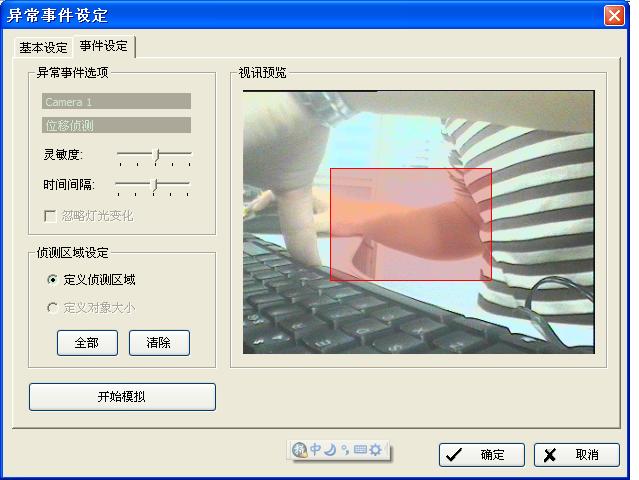 异常事件设定
基本设定 事件设定
异常事件选项
Camera 1
位移侦测
灵敏度:
时间间隔:
忽略灯光变化
侦测区域设定
定义侦测区域
定义对象大小
全部 清除
开始模拟
视讯预览
中
确定 取消